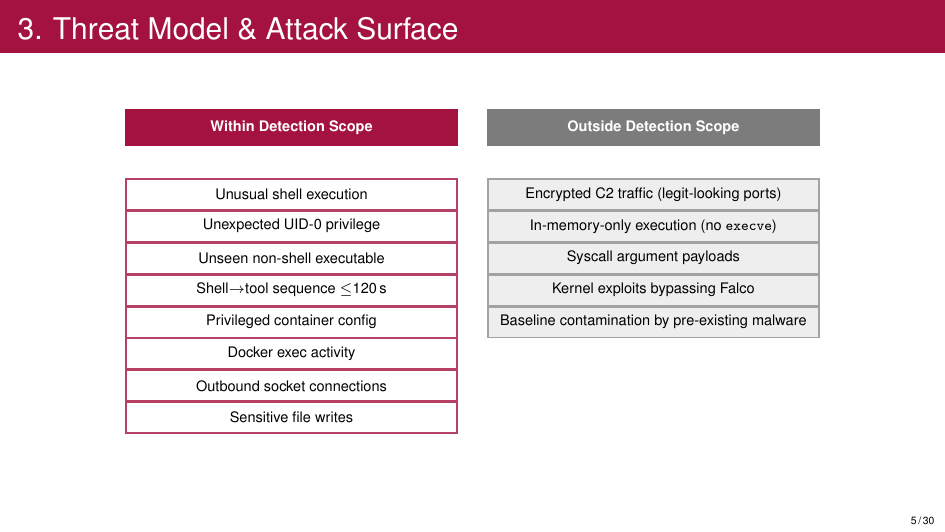 3. Threat Model & Attack Surface
Within Detection Scope
Unusual shell execution
Unexpected UID-0 privilege
Unseen non-shell executable
Shell→tool sequence ≤120 s
Privileged container config
Docker exec activity
Outbound socket connections
Sensitive file writes
Outside Detection Scope
Encrypted C2 traffic (legit-looking ports)
In-memory-only execution (no execve)
Syscall argument payloads
Kernel exploits bypassing Falco
Baseline contamination by pre-existing malware
5 / 30